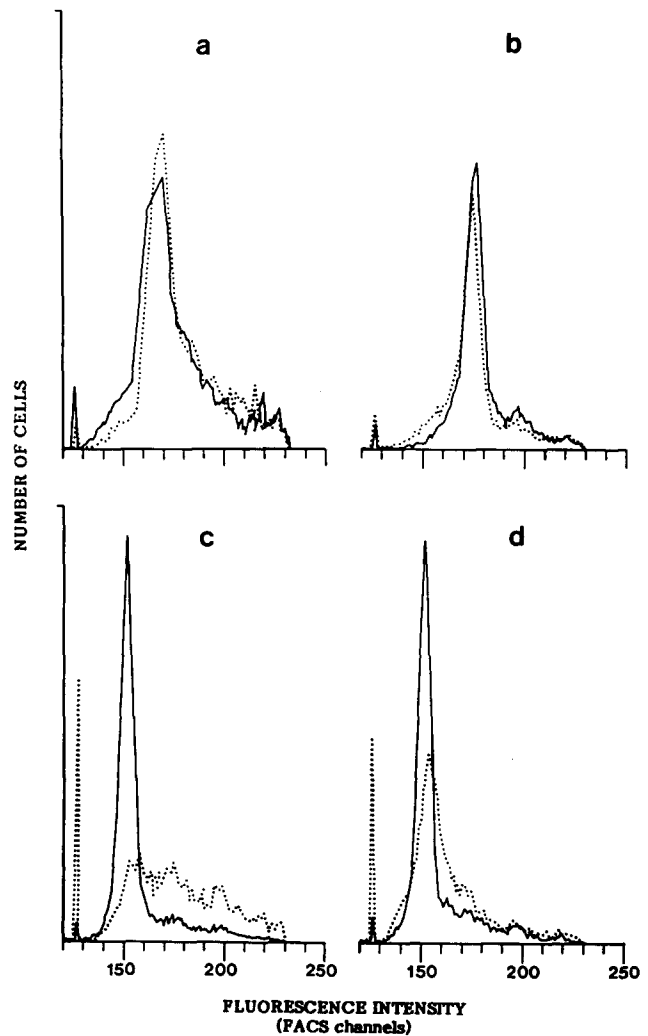 a
b
NUMBER OF CELLS
c
d
150 200 250 150 200 250
FLUORESCENCE INTENSITY
(FACS channels)